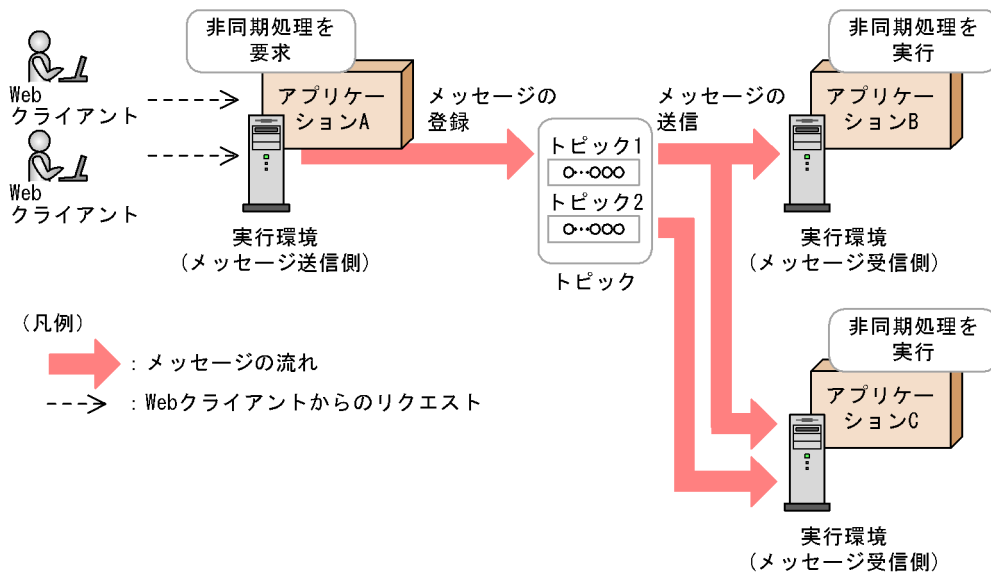 非同期処理を
要求
Web
クライアント
アプリケー
ションA
Web
クライアント
実行環境
（メッセージ送信側）
メッセージの
登録
トピック1
○…○○○
トピック2
○…○○○
トピック
メッセージの
送信
非同期処理を
実行
アプリケー
ションB
実行環境
（メッセージ受信側）
非同期処理を
実行
アプリケー
ションC
実行環境
（メッセージ受信側）
（凡例）
：メッセージの流れ
：Webクライアントからのリクエスト